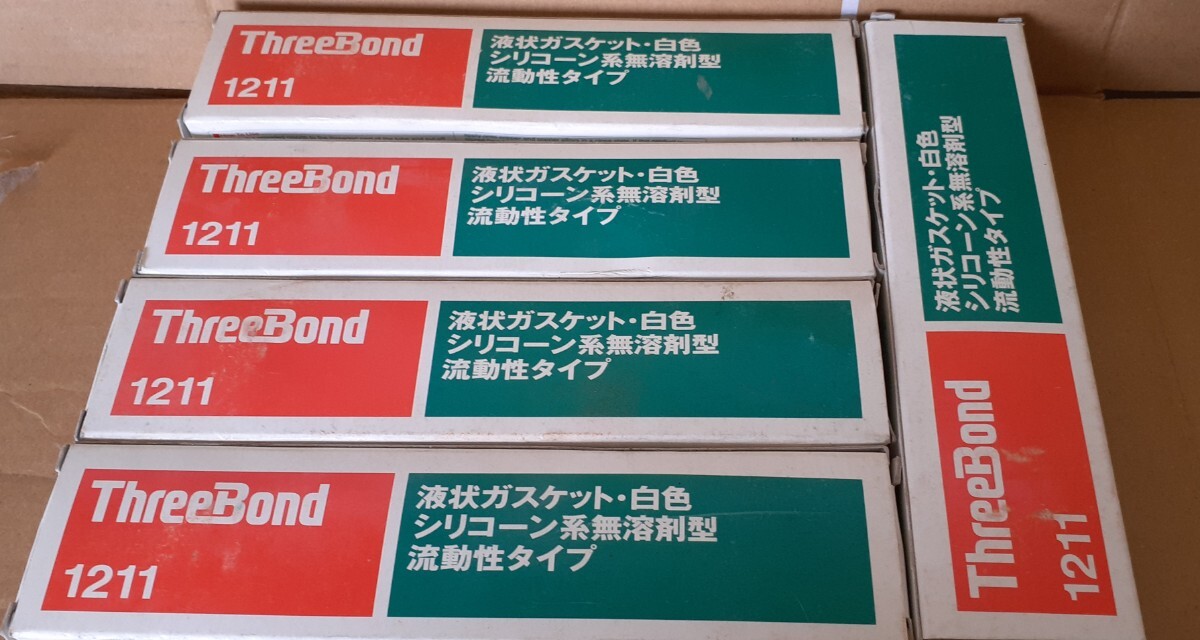 ThreeBond
1211
液状ガスケット・白色
シリコーン系無溶剤型
流動性タイプ
ThreeBond
1211
液状ガスケット・白色
シリコーン系無溶剤型
流動性タイプ
ThreeBond
1211
液状ガスケット・白色
シリコーン系無溶剤型
流動性タイプ
ThreeBond
1211
液状ガスケット・白色
シリコーン系無溶剤型
流動性タイプ
ThreeBond
1211
液状ガスケット・白色
シリコーン系無溶剤型
流動性タイプ